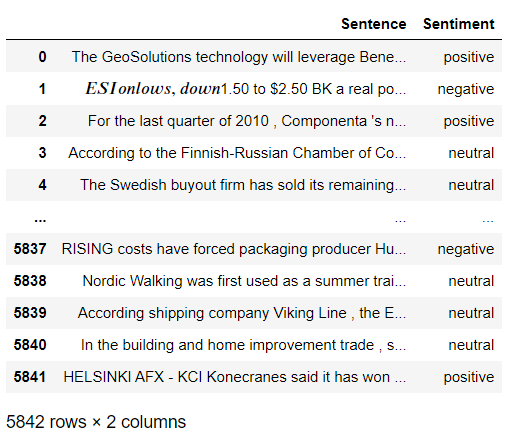 Sentence Sentiment
0 The GeoSolutions technology will leverage Bene... positive
1 ESIonlows, down1.50 to $2.50 BK a real po... negative
2 For the last quarter of 2010 , Componenta 's n... positive
3 According to the Finnish-Russian Chamber of Co... neutral
4 The Swedish buyout firm has sold its remaining... neutral
... ... ...
5837 RISING costs have forced packaging producer Hu... negative
5838 Nordic Walking was first used as a summer trai... neutral
5839 According shipping company Viking Line , the E... neutral
5840 In the building and home improvement trade , s... neutral
5841 HELSINKI AFX - KCI Konecranes said it has won ... positive
5842 rows × 2 columns